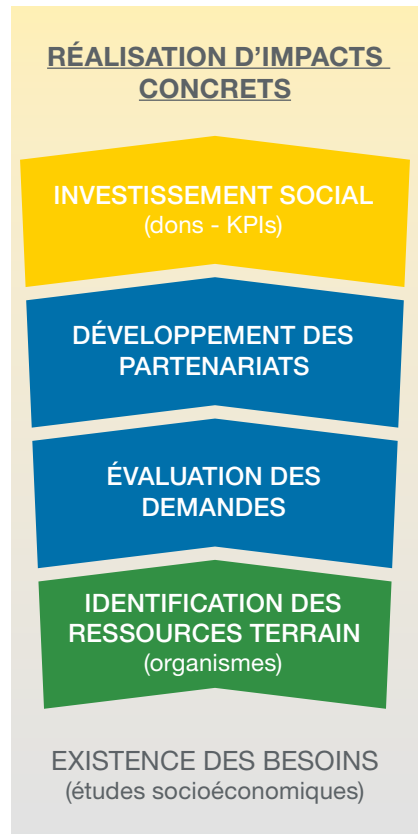 RÉALISATION D'IMPACTS
CONCRETS
INVESTISSEMENT SOCIAL
(dons - KPIs)
DÉVELOPPEMENT DES
PARTENARIATS
ÉVALUATION DES
DEMANDES
IDENTIFICATION DES
RESSOURCES TERRAIN
(organismes)
EXISTENCE DES BESOINS
(études socioéconomiques)